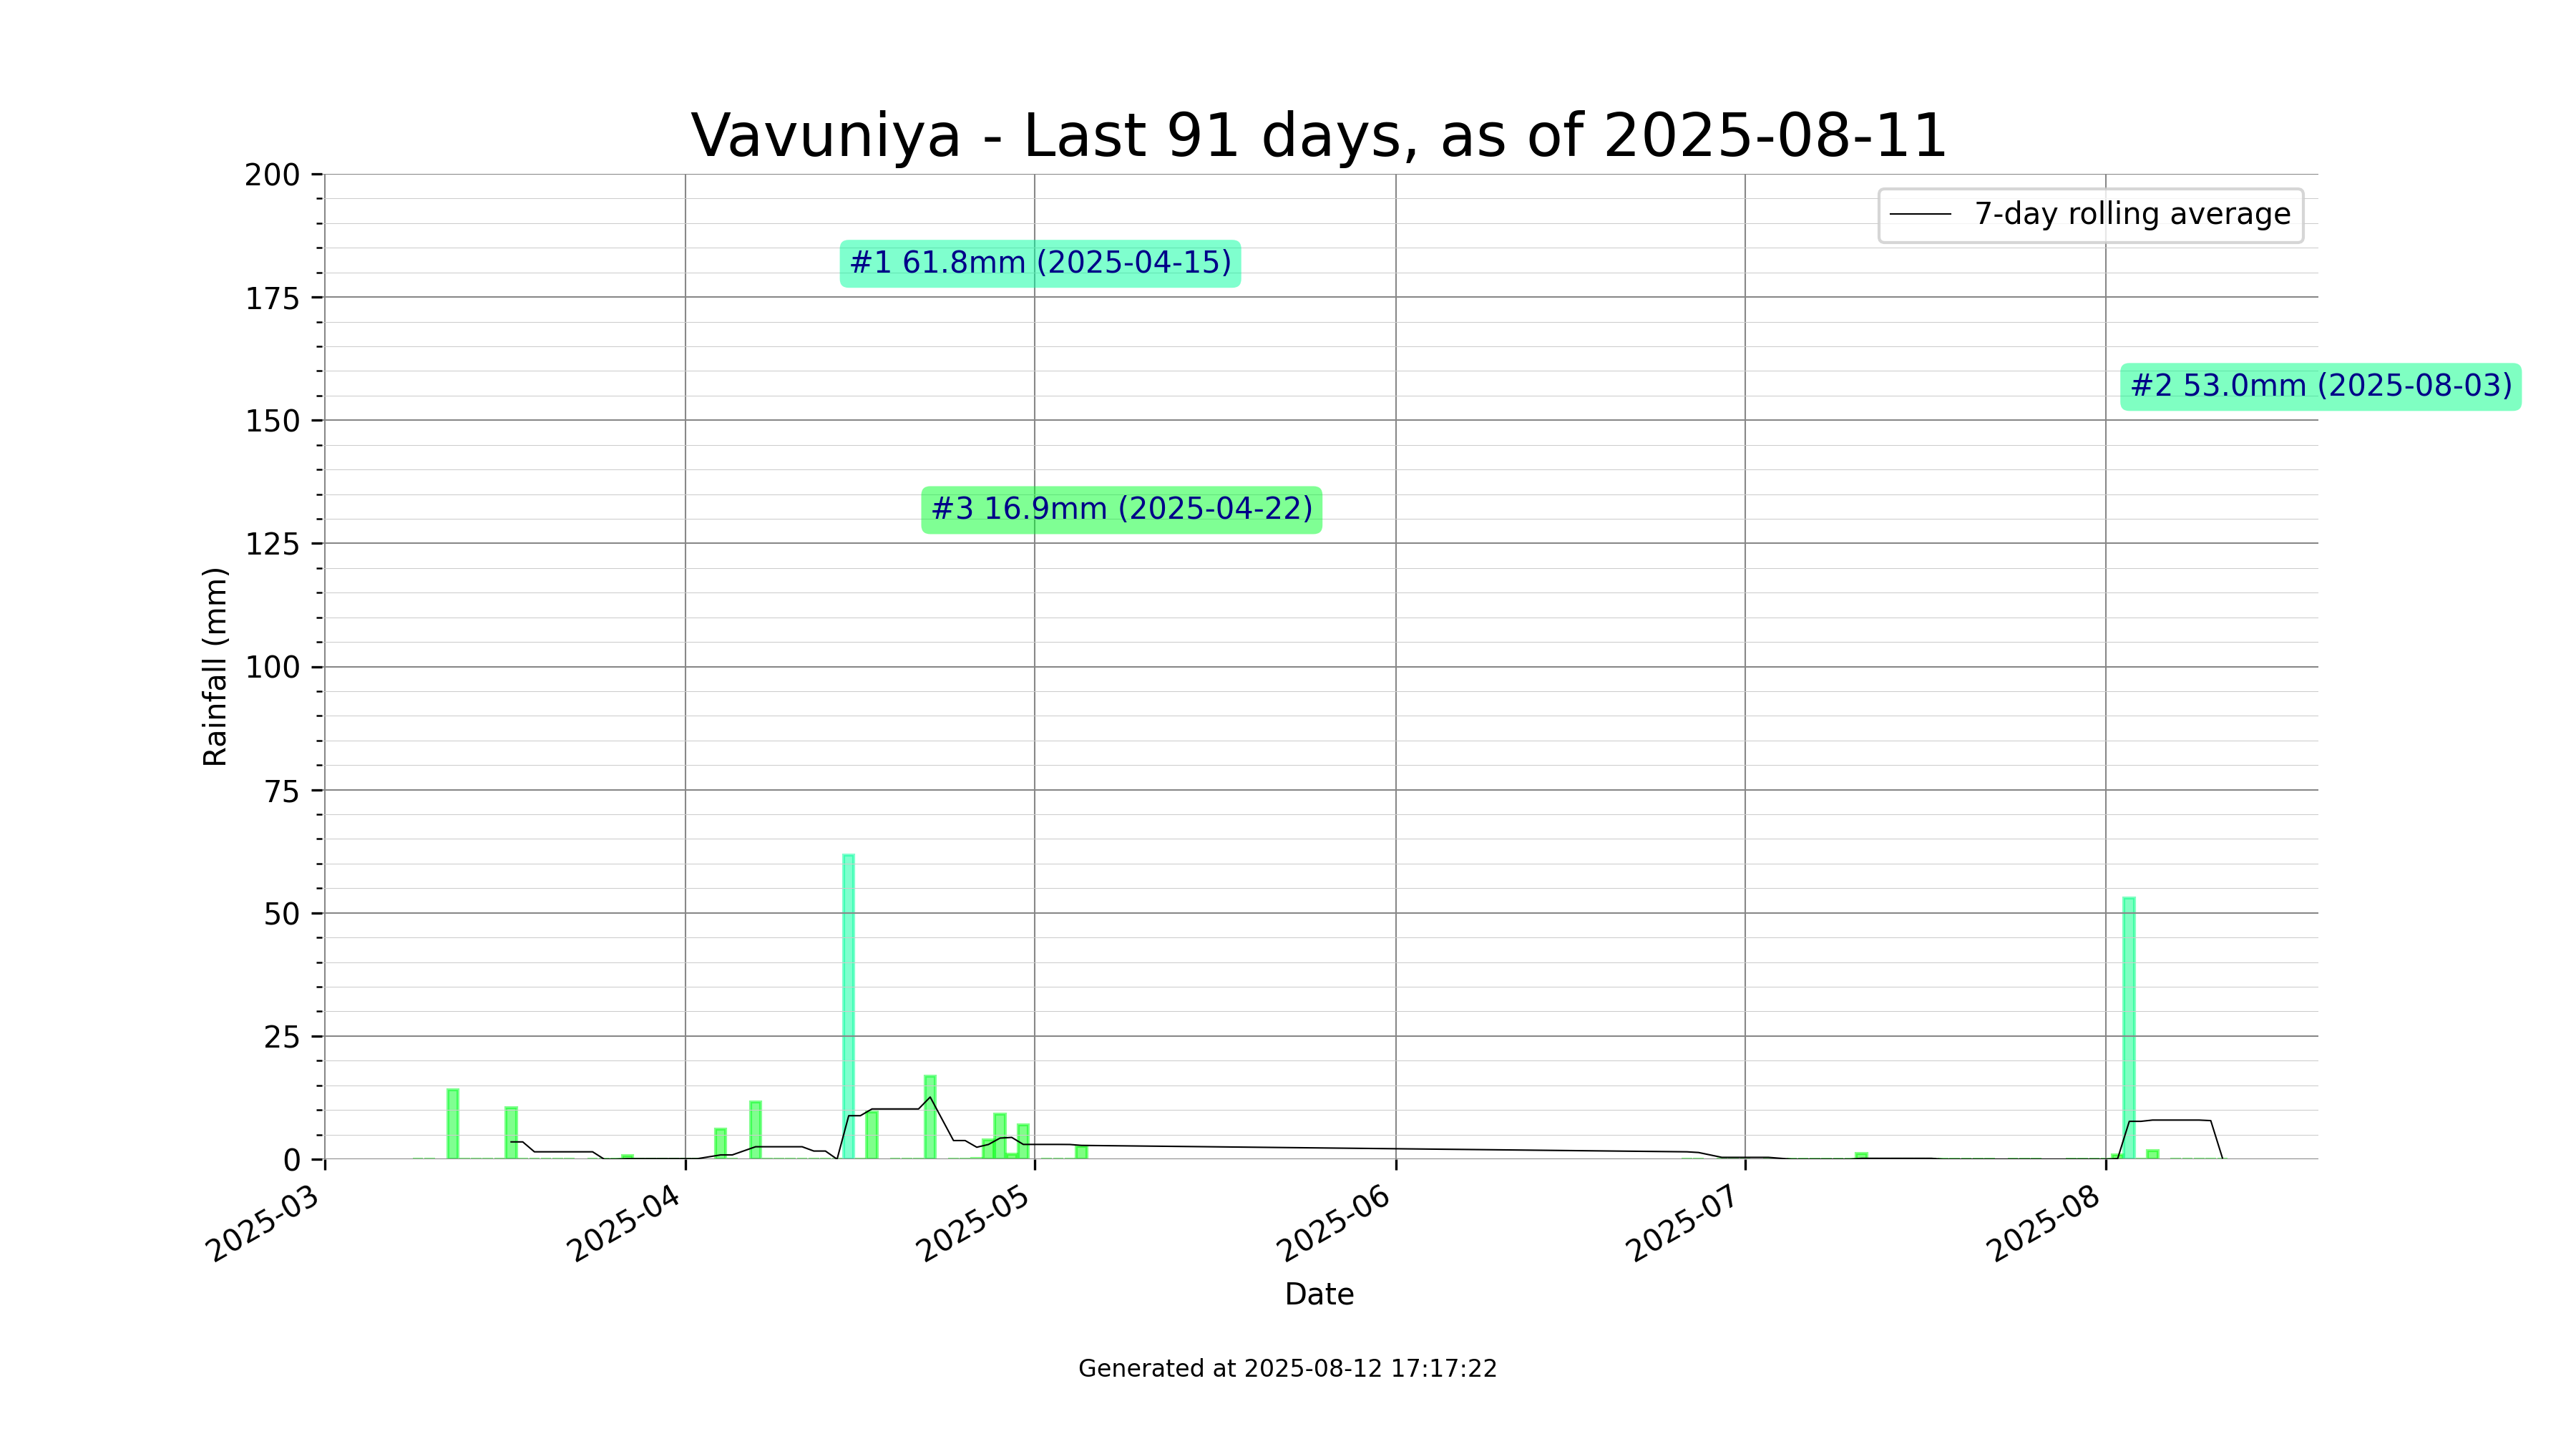 Vavuniya - Last 91 days, as of 2025-08-11
200
175
150
125
100
75
50
25
0
Rainfall (mm)
7-day rolling average
#1 61.8mm (2025-04-15)
#2 53.0mm (2025-08-03)
#3 16.9mm (2025-04-22)
2025-03
2025-04
2025-05
2025-06
2025-07
2025-08
Date
Generated at 2025-08-12 17:17:22